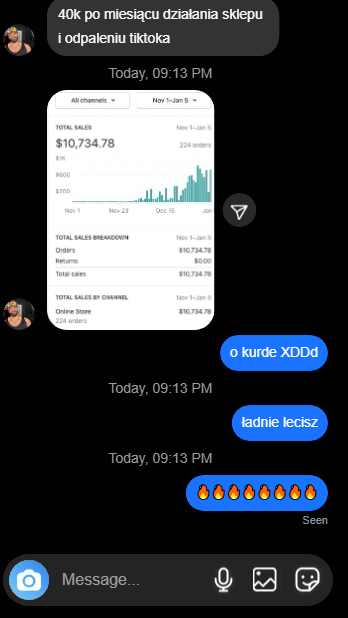 40k po miesiącu działania sklepu
i odpaleniu tiktoka
Today, 09:13 PM
All channels Nov 1–Jan 5
TOTAL SALES Nov 1–Jan 5
$10,734.78 224 orders
$1K
$600
$200
Nov 1 Nov 23 Dec 15 Jan
TOTAL SALES BREAKDOWN Nov 1–Jan 5
Orders $10,734.78
Returns $0.00
Total sales $10,734.78
TOTAL SALES BY CHANNEL Nov 1–Jan 5
Online Store $10,734.78
224 orders
o kurde XDDd
Today, 09:13 PM
ładnie lecisz
Today, 09:13 PM
🔥🔥🔥🔥🔥🔥🔥🔥
Seen
Message...